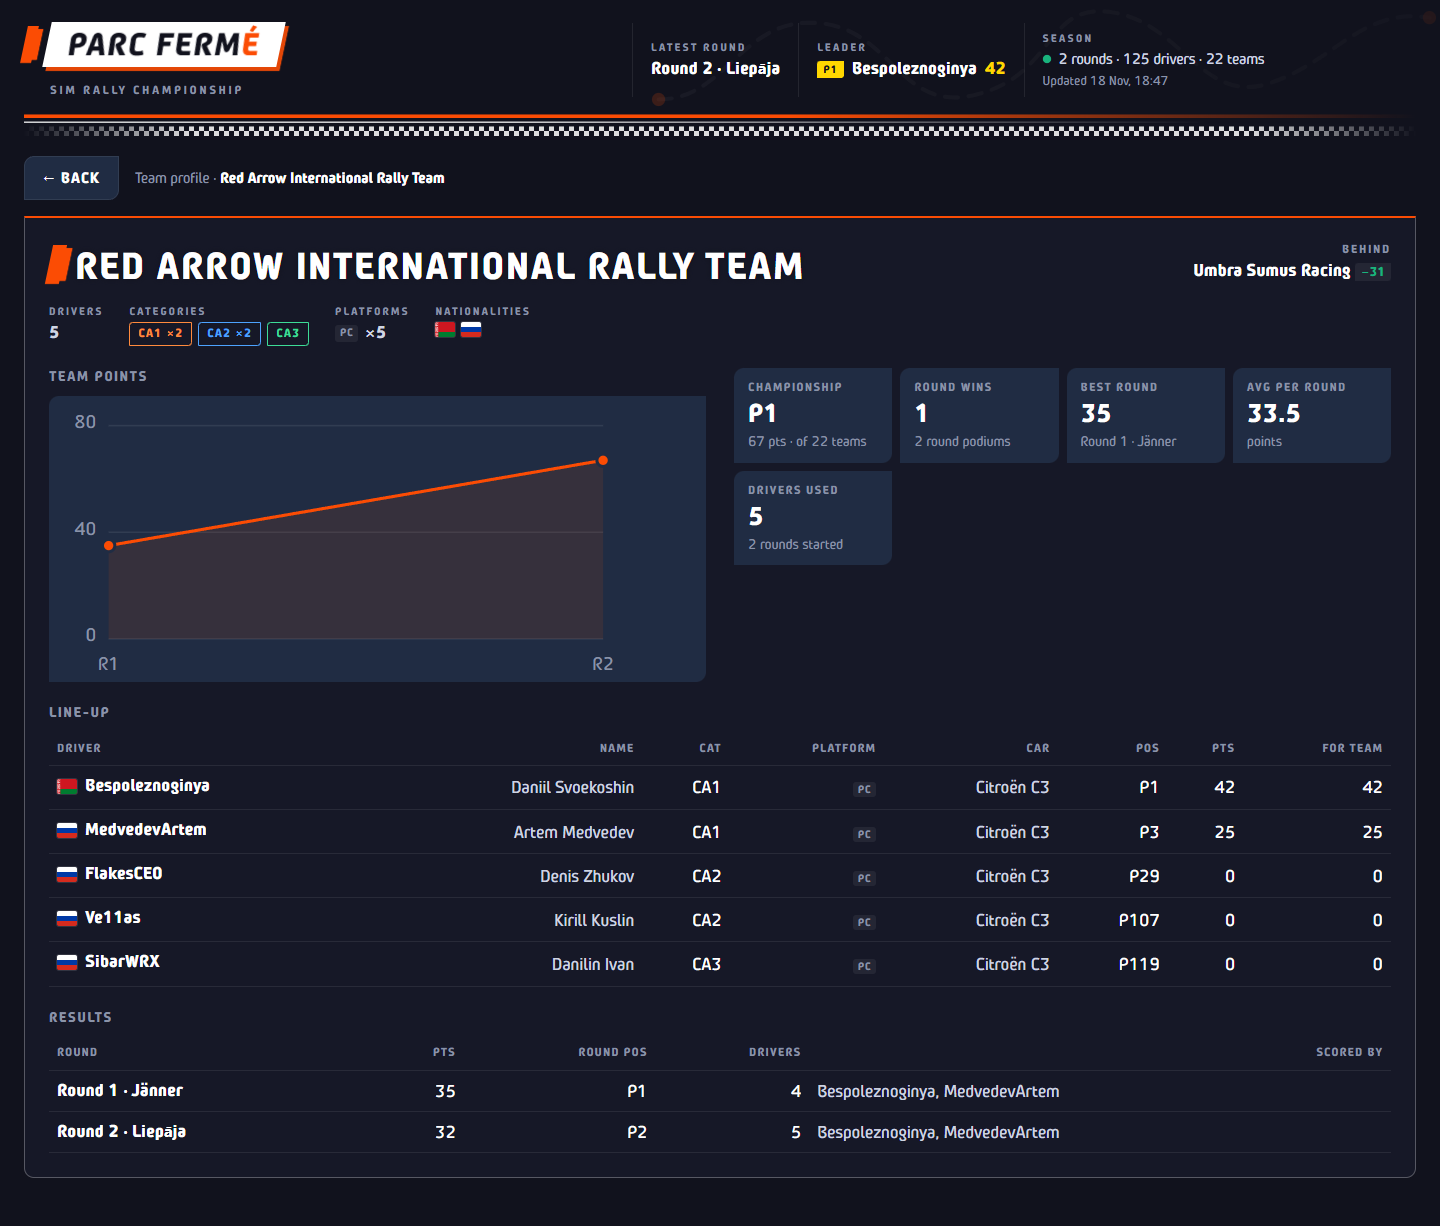 PARC FERMÉ
SIM RALLY CHAMPIONSHIP
LATEST ROUND
Round 2 · Liepāja
LEADER
P1 Bespoleznoginya 42
SEASON
2 rounds · 125 drivers · 22 teams
Updated 18 Nov, 18:47
← BACK
Team profile · Red Arrow International Rally Team
RED ARROW INTERNATIONAL RALLY TEAM
BEHIND
Umbra Sumus Racing −31
DRIVERS
5
CATEGORIES
CA1 ×2 CA2 ×2 CA3
PLATFORMS
PC ×5
NATIONALITIES
TEAM POINTS
80
40
0
R1 R2
CHAMPIONSHIP
P1
67 pts · of 22 teams
ROUND WINS
1
2 round podiums
BEST ROUND
35
Round 1 · Jänner
AVG PER ROUND
33.5
points
DRIVERS USED
5
2 rounds started
LINE-UP
DRIVER NAME CAT PLATFORM CAR POS PTS FOR TEAM
Bespoleznoginya Daniil Svoekoshin CA1 PC Citroën C3 P1 42 42
MedvedevArtem Artem Medvedev CA1 PC Citroën C3 P3 25 25
FlakesCEO Denis Zhukov CA2 PC Citroën C3 P29 0 0
Ve11as Kirill Kuslin CA2 PC Citroën C3 P107 0 0
SibarWRX Danilin Ivan CA3 PC Citroën C3 P119 0 0
RESULTS
ROUND PTS ROUND POS DRIVERS SCORED BY
Round 1 · Jänner 35 P1 4 Bespoleznoginya, MedvedevArtem
Round 2 · Liepāja 32 P2 5 Bespoleznoginya, MedvedevArtem